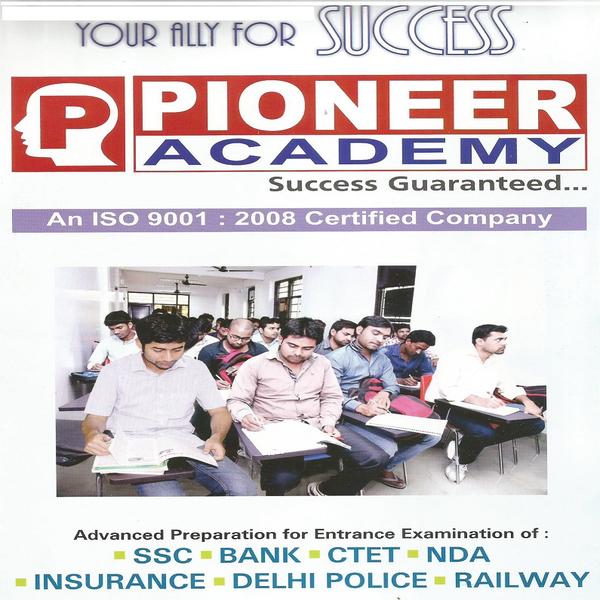 YOUR ALLY FOR SUCCESS
P PIONEER
ACADEMY
Success Guaranteed...
An ISO 9001 : 2008 Certified Company
Advanced Preparation for Entrance Examination of :
SSC BANK CTET NDA
INSURANCE DELHI POLICE RAILWAY